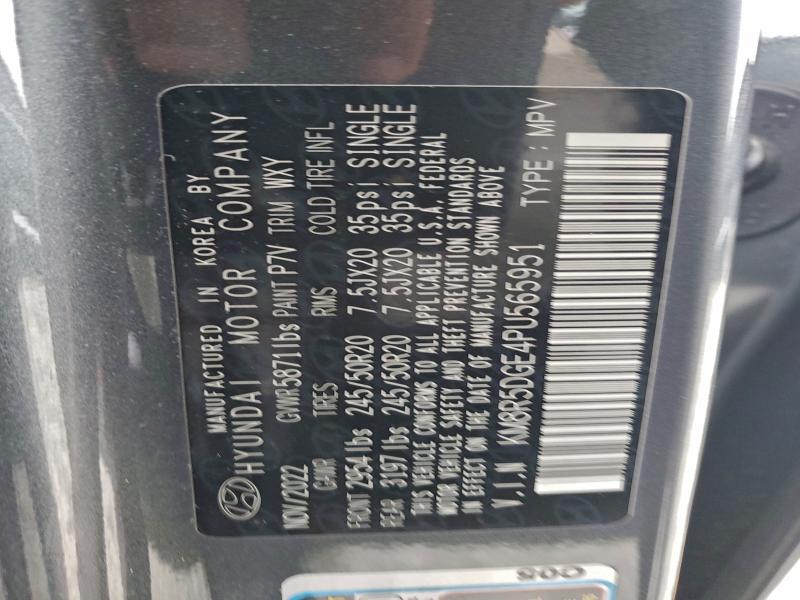 MANUFACTURED IN KOREA BY
HYUNDAI MOTOR COMPANY
NOV/2022 GVWR5871lbs PAINT P7V TRIM WXY
GAWR TIRES RIMS COLD TIRE INFL
FRONT 2954lbs 245/50R20 7.5JX20 35psi SINGLE
REAR 3197lbs 245/50R20 7.5JX20 35psi SINGLE
THIS VEHICLE CONFORMS TO ALL APPLICABLE U.S.A. FEDERAL
MOTOR VEHICLE SAFETY AND THEFT PREVENTION STANDARDS
IN EFFECT ON THE DATE OF MANUFACTURE SHOWN ABOVE
V.I.N KM8R5DGE4PU565951 TYPE : MPV